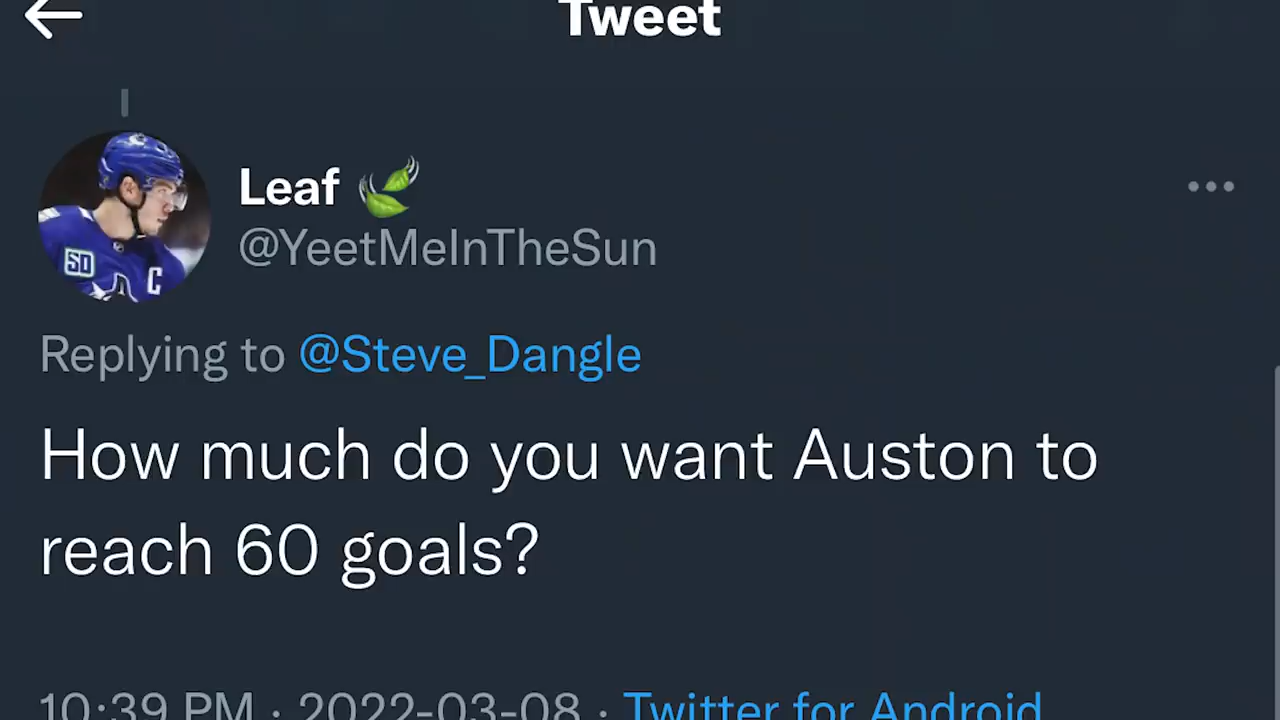 Tweet
Leaf
@YeetMeInTheSun
50
C
Replying to @Steve_Dangle
How much do you want Auston to
reach 60 goals?
10:39 PM · 2022-03-08 · Twitter for Android